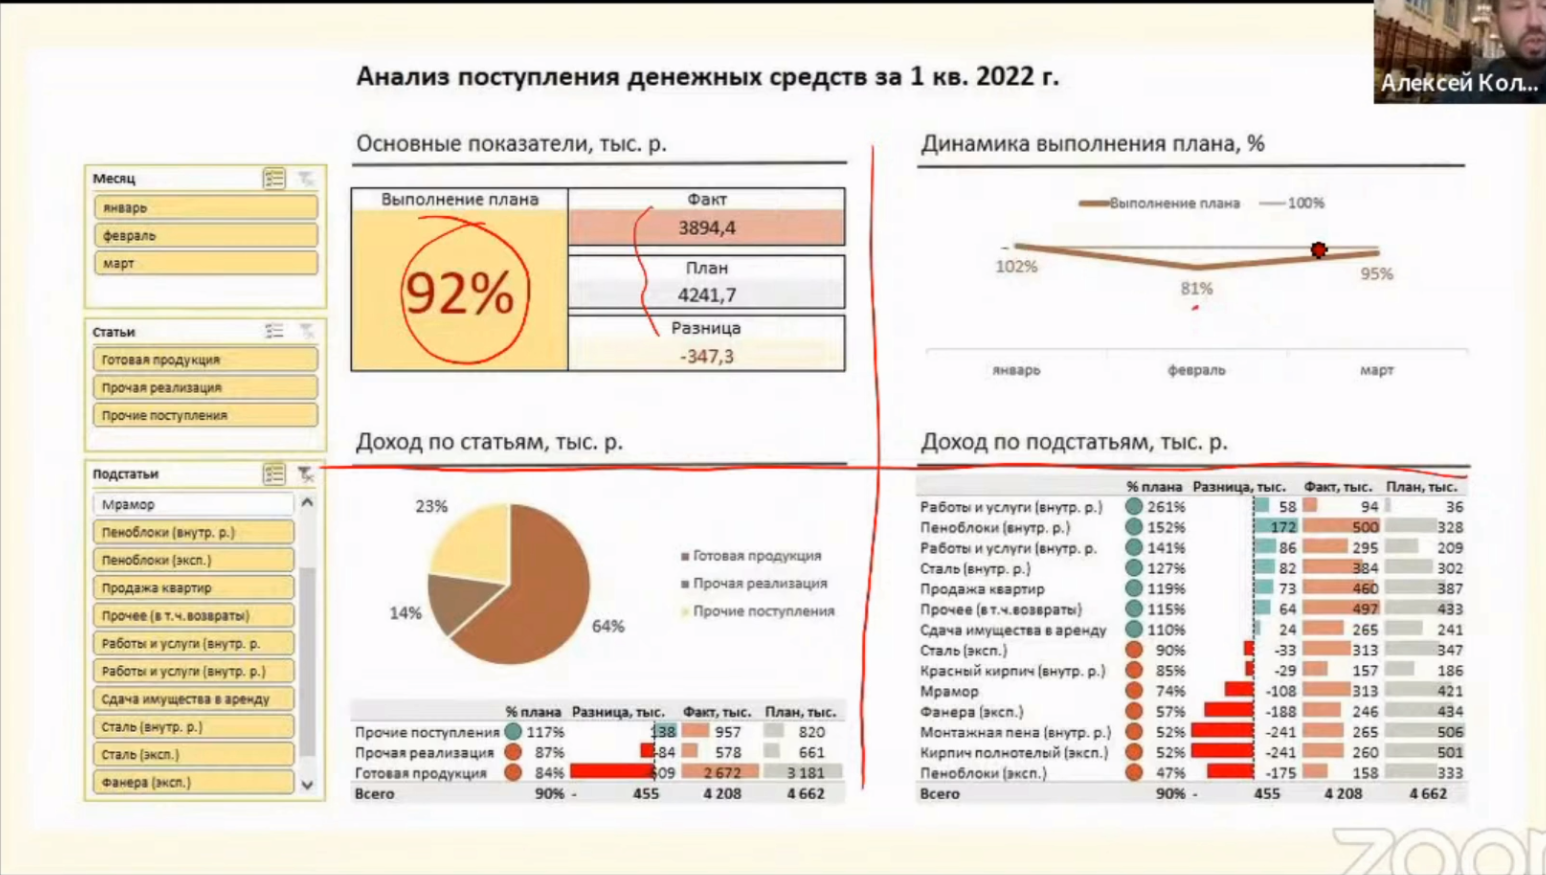 Алексей Кол...
Анализ поступления денежных средств за 1 кв. 2022 г.
Месяц
январь
февраль
март
Статьи
Готовая продукция
Прочая реализация
Прочие поступления
Подстатьи
Мрамор
Пеноблоки (внутр. р.)
Пеноблоки (эксп.)
Продажа квартир
Прочее (в т.ч.возвраты)
Работы и услуги (внутр. р.
Работы и услуги (внутр. р.)
Сдача имущества в аренду
Сталь (внутр. р.)
Сталь (эксп.)
Фанера (эксп.)
Основные показатели, тыс. р.
Выполнение плана
92%
Факт
3894,4
План
4241,7
Разница
-347,3
Динамика выполнения плана, %
Выполнение плана 100%
102%
81%
95%
январь февраль март
Доход по статьям, тыс. р.
23%
14%
64%
Готовая продукция
Прочая реализация
Прочие поступления
% плана Разница, тыс. Факт, тыс. План, тыс.
Прочие поступления 117% 138 957 820
Прочая реализация 87% -84 578 661
Готовая продукция 84% 509 2 672 3 181
Всего 90% - 455 4 208 4 662
Доход по подстатьям, тыс. р.
% плана Разница, тыс. Факт, тыс. План, тыс.
Работы и услуги (внутр. р.) 261% 58 94 36
Пеноблоки (внутр. р.) 152% 172 500 328
Работы и услуги (внутр. р. 141% 86 295 209
Сталь (внутр. р.) 127% 82 384 302
Продажа квартир 119% 73 460 387
Прочее (в т.ч.возвраты) 115% 64 497 433
Сдача имущества в аренду 110% 24 265 241
Сталь (эксп.) 90% -33 313 347
Красный кирпич (внутр. р.) 85% -29 157 186
Мрамор 74% -108 313 421
Фанера (эксп.) 57% -188 246 434
Монтажная пена (внутр. р.) 52% -241 265 506
Кирпич полнотелый (эксп.) 52% -241 260 501
Пеноблоки (эксп.) 47% -175 158 333
Всего 90% - 455 4 208 4 662
zoom